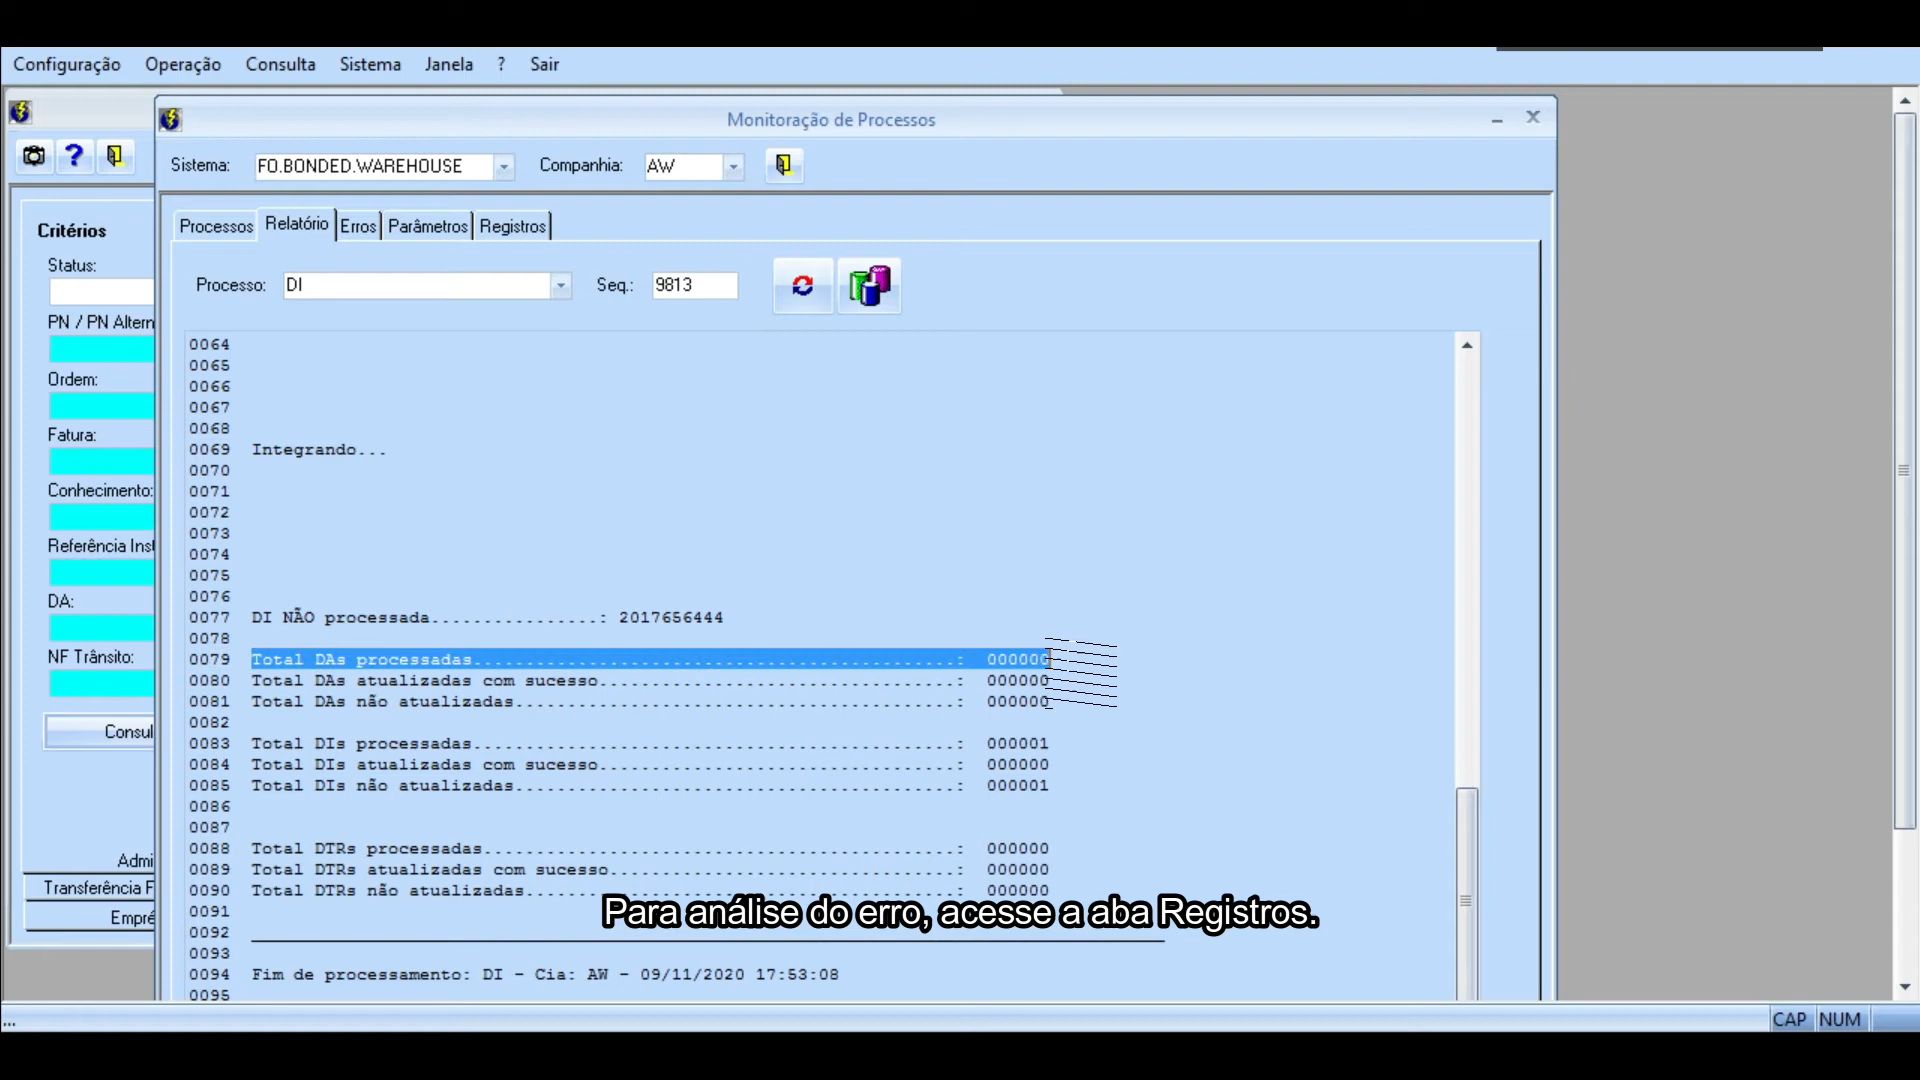 Configuração Operação Consulta Sistema Janela ? Sair
Monitoração de Processos
Sistema: FO.BONDED.WAREHOUSE Companhia: AW
Processos Relatório Erros Parâmetros Registros
Critérios
Status:
PN / PN Altern
Ordem:
Fatura:
Conhecimento:
Referência Inst
DA:
NF Trânsito:
Consul
Admi
Transferência F
Empré
Processo: DI Seq.: 9813
0064
0065
0066
0067
0068
0069 Integrando...
0070
0071
0072
0073
0074
0075
0076
0077 DI NÃO processada................: 2017656444
0078
0079 Total DAs processadas..............................................: 000000
0080 Total DAs atualizadas com sucesso..................................: 000000
0081 Total DAs não atualizadas..........................................: 000000
0082
0083 Total DIs processadas..............................................: 000001
0084 Total DIs atualizadas com sucesso..................................: 000000
0085 Total DIs não atualizadas..........................................: 000001
0086
0087
0088 Total DTRs processadas.............................................: 000000
0089 Total DTRs atualizadas com sucesso.................................: 000000
0090 Total DTRs não atualizadas.........................................: 000000
0091
0092
0093
0094 Fim de processamento: DI - Cia: AW - 09/11/2020 17:53:08
0095
Para análise do erro, acesse a aba Registros.
... CAP NUM